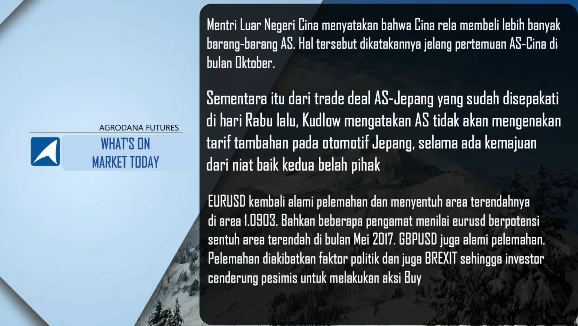 AGRODANA FUTURES
WHAT'S ON
MARKET TODAY
Mentri Luar Negeri Cina menyatakan bahwa Cina rela membeli lebih banyak
barang-barang AS. Hal tersebut dikatakannya jelang pertemuan AS-Cina di
bulan Oktober.
Sementara itu dari trade deal AS-Jepang yang sudah disepakati
di hari Rabu lalu, Kudlow mengatakan AS tidak akan mengenakan
tarif tambahan pada otomotif Jepang, selama ada kemajuan
dari niat baik kedua belah pihak
EURUSD kembali alami pelemahan dan menyentuh area terendahnya
di area 1.0903. Bahkan beberapa pengamat menilai eurusd berpotensi
sentuh area terendah di bulan Mei 2017. GBPUSD juga alami pelemahan.
Pelemahan diakibatkan faktor politik dan juga BREXIT sehingga investor
cenderung pesimis untuk melakukan aksi Buy